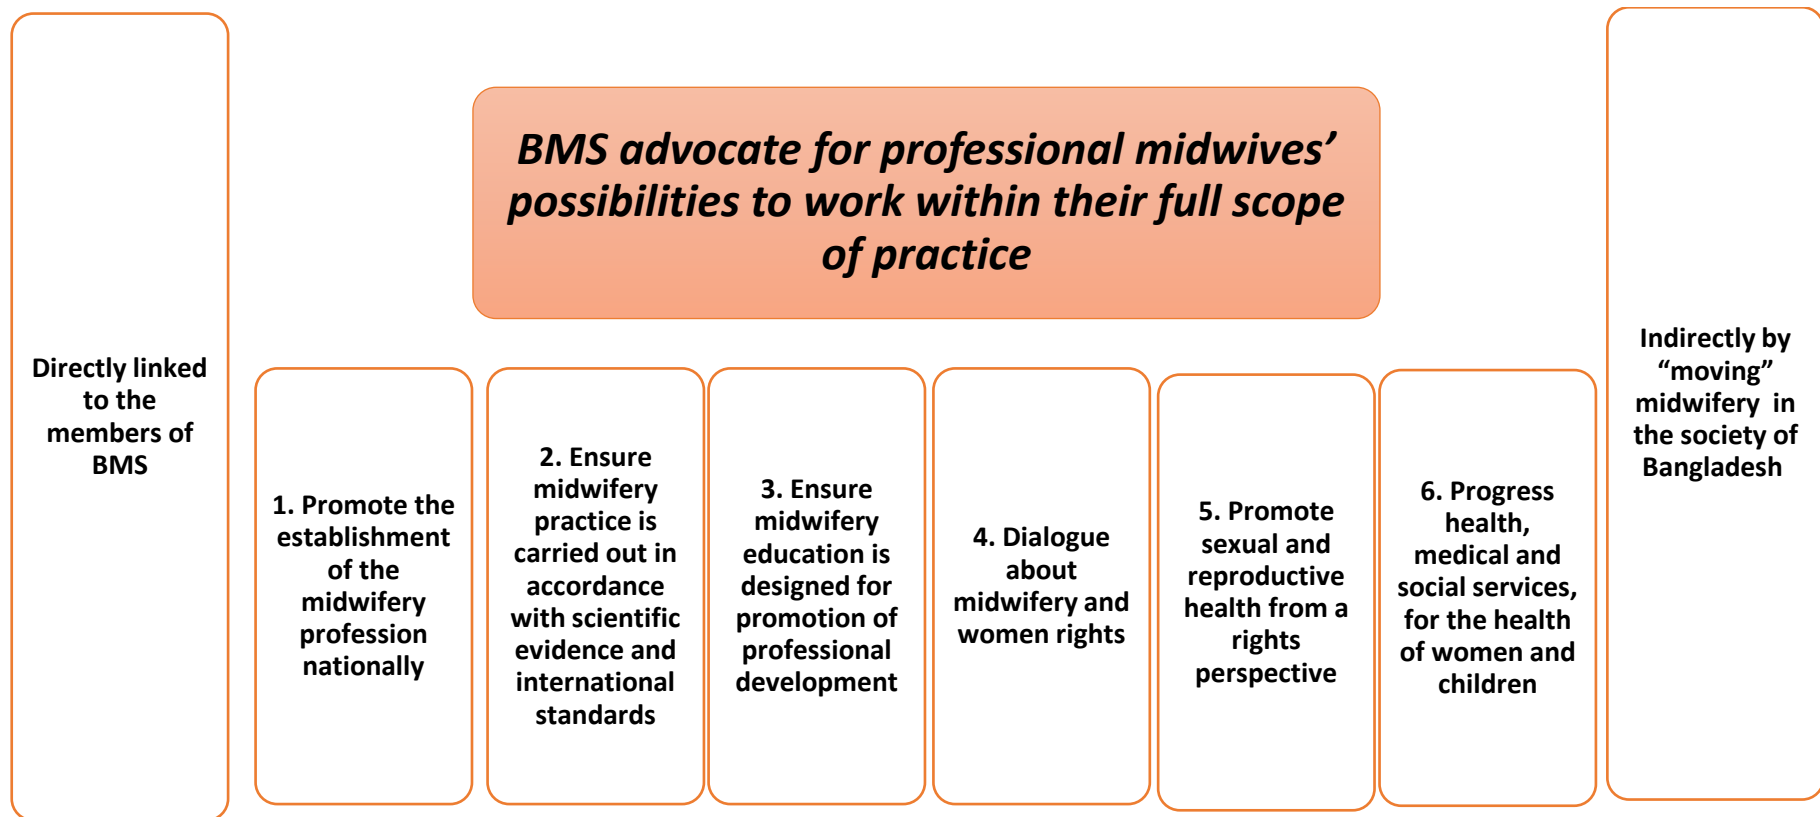 BMS advocate for professional midwives’
possibilities to work within their full scope
of practice
Directly linked
to the
members of
BMS
1. Promote the
establishment
of the
midwifery
profession
nationally
2. Ensure
midwifery
practice is
carried out in
accordance
with scientific
evidence and
international
standards
3. Ensure
midwifery
education is
designed for
promotion of
professional
development
4. Dialogue
about
midwifery and
women rights
5. Promote
sexual and
reproductive
health from a
rights
perspective
6. Progress
health,
medical and
social services,
for the health
of women and
children
Indirectly by
“moving”
midwifery in
the society of
Bangladesh